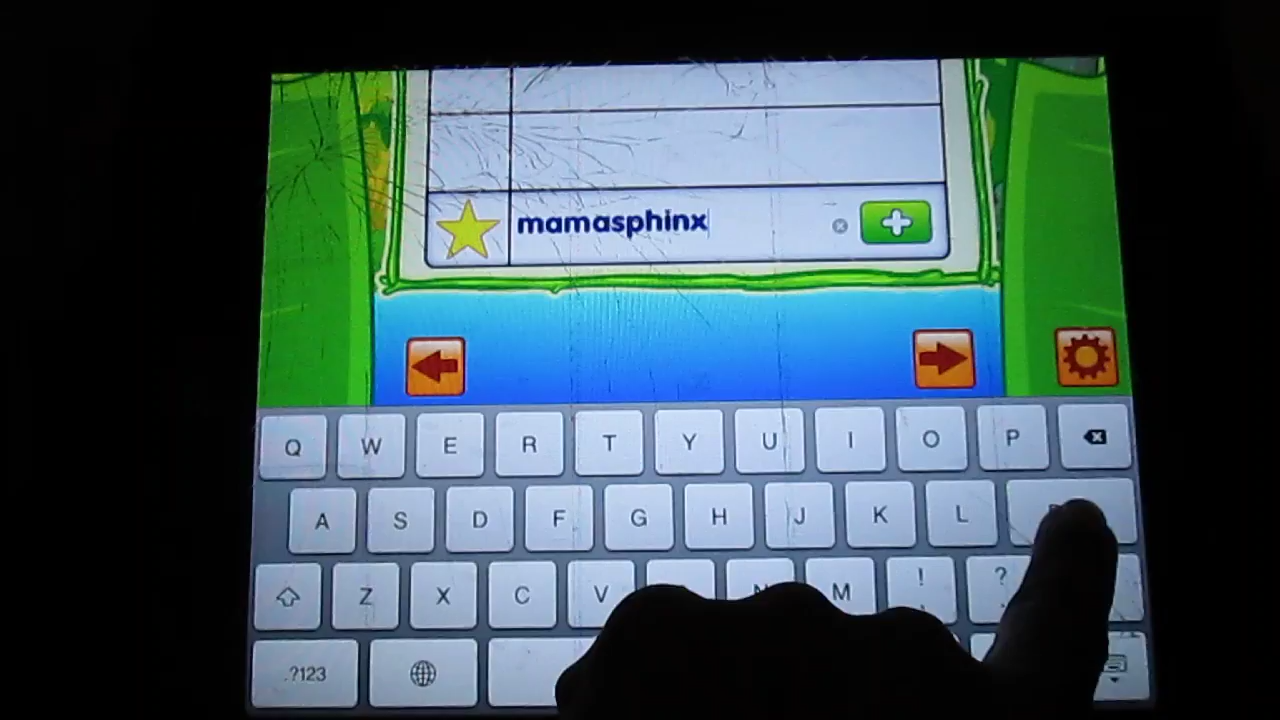 mamasphinx
Q W E R T Y U I O P
A S D F G H J K L
Z X C V N M ! , ? .
.?123